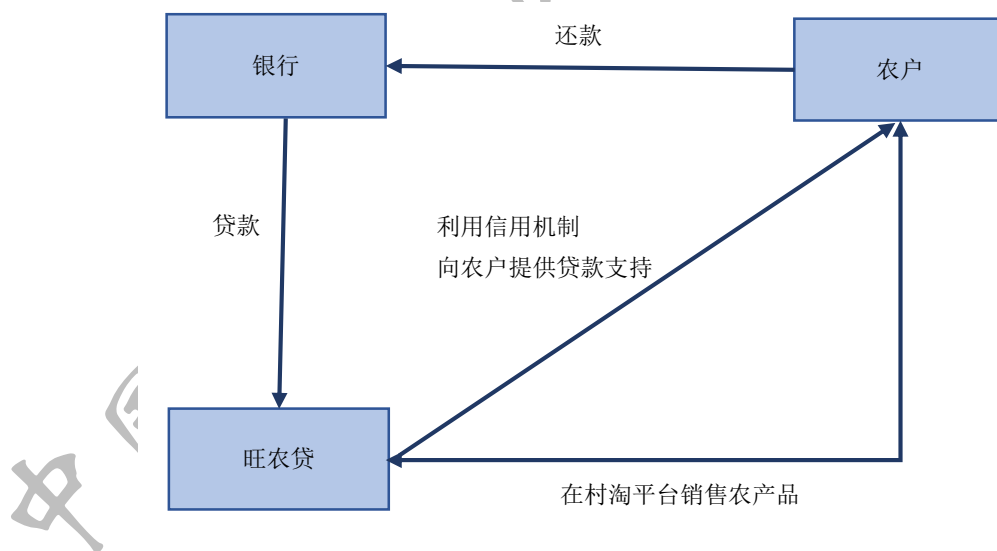 还款
银行
农户
贷款
利用信用机制
向农户提供贷款支持
旺农贷
在村淘平台销售农产品
中